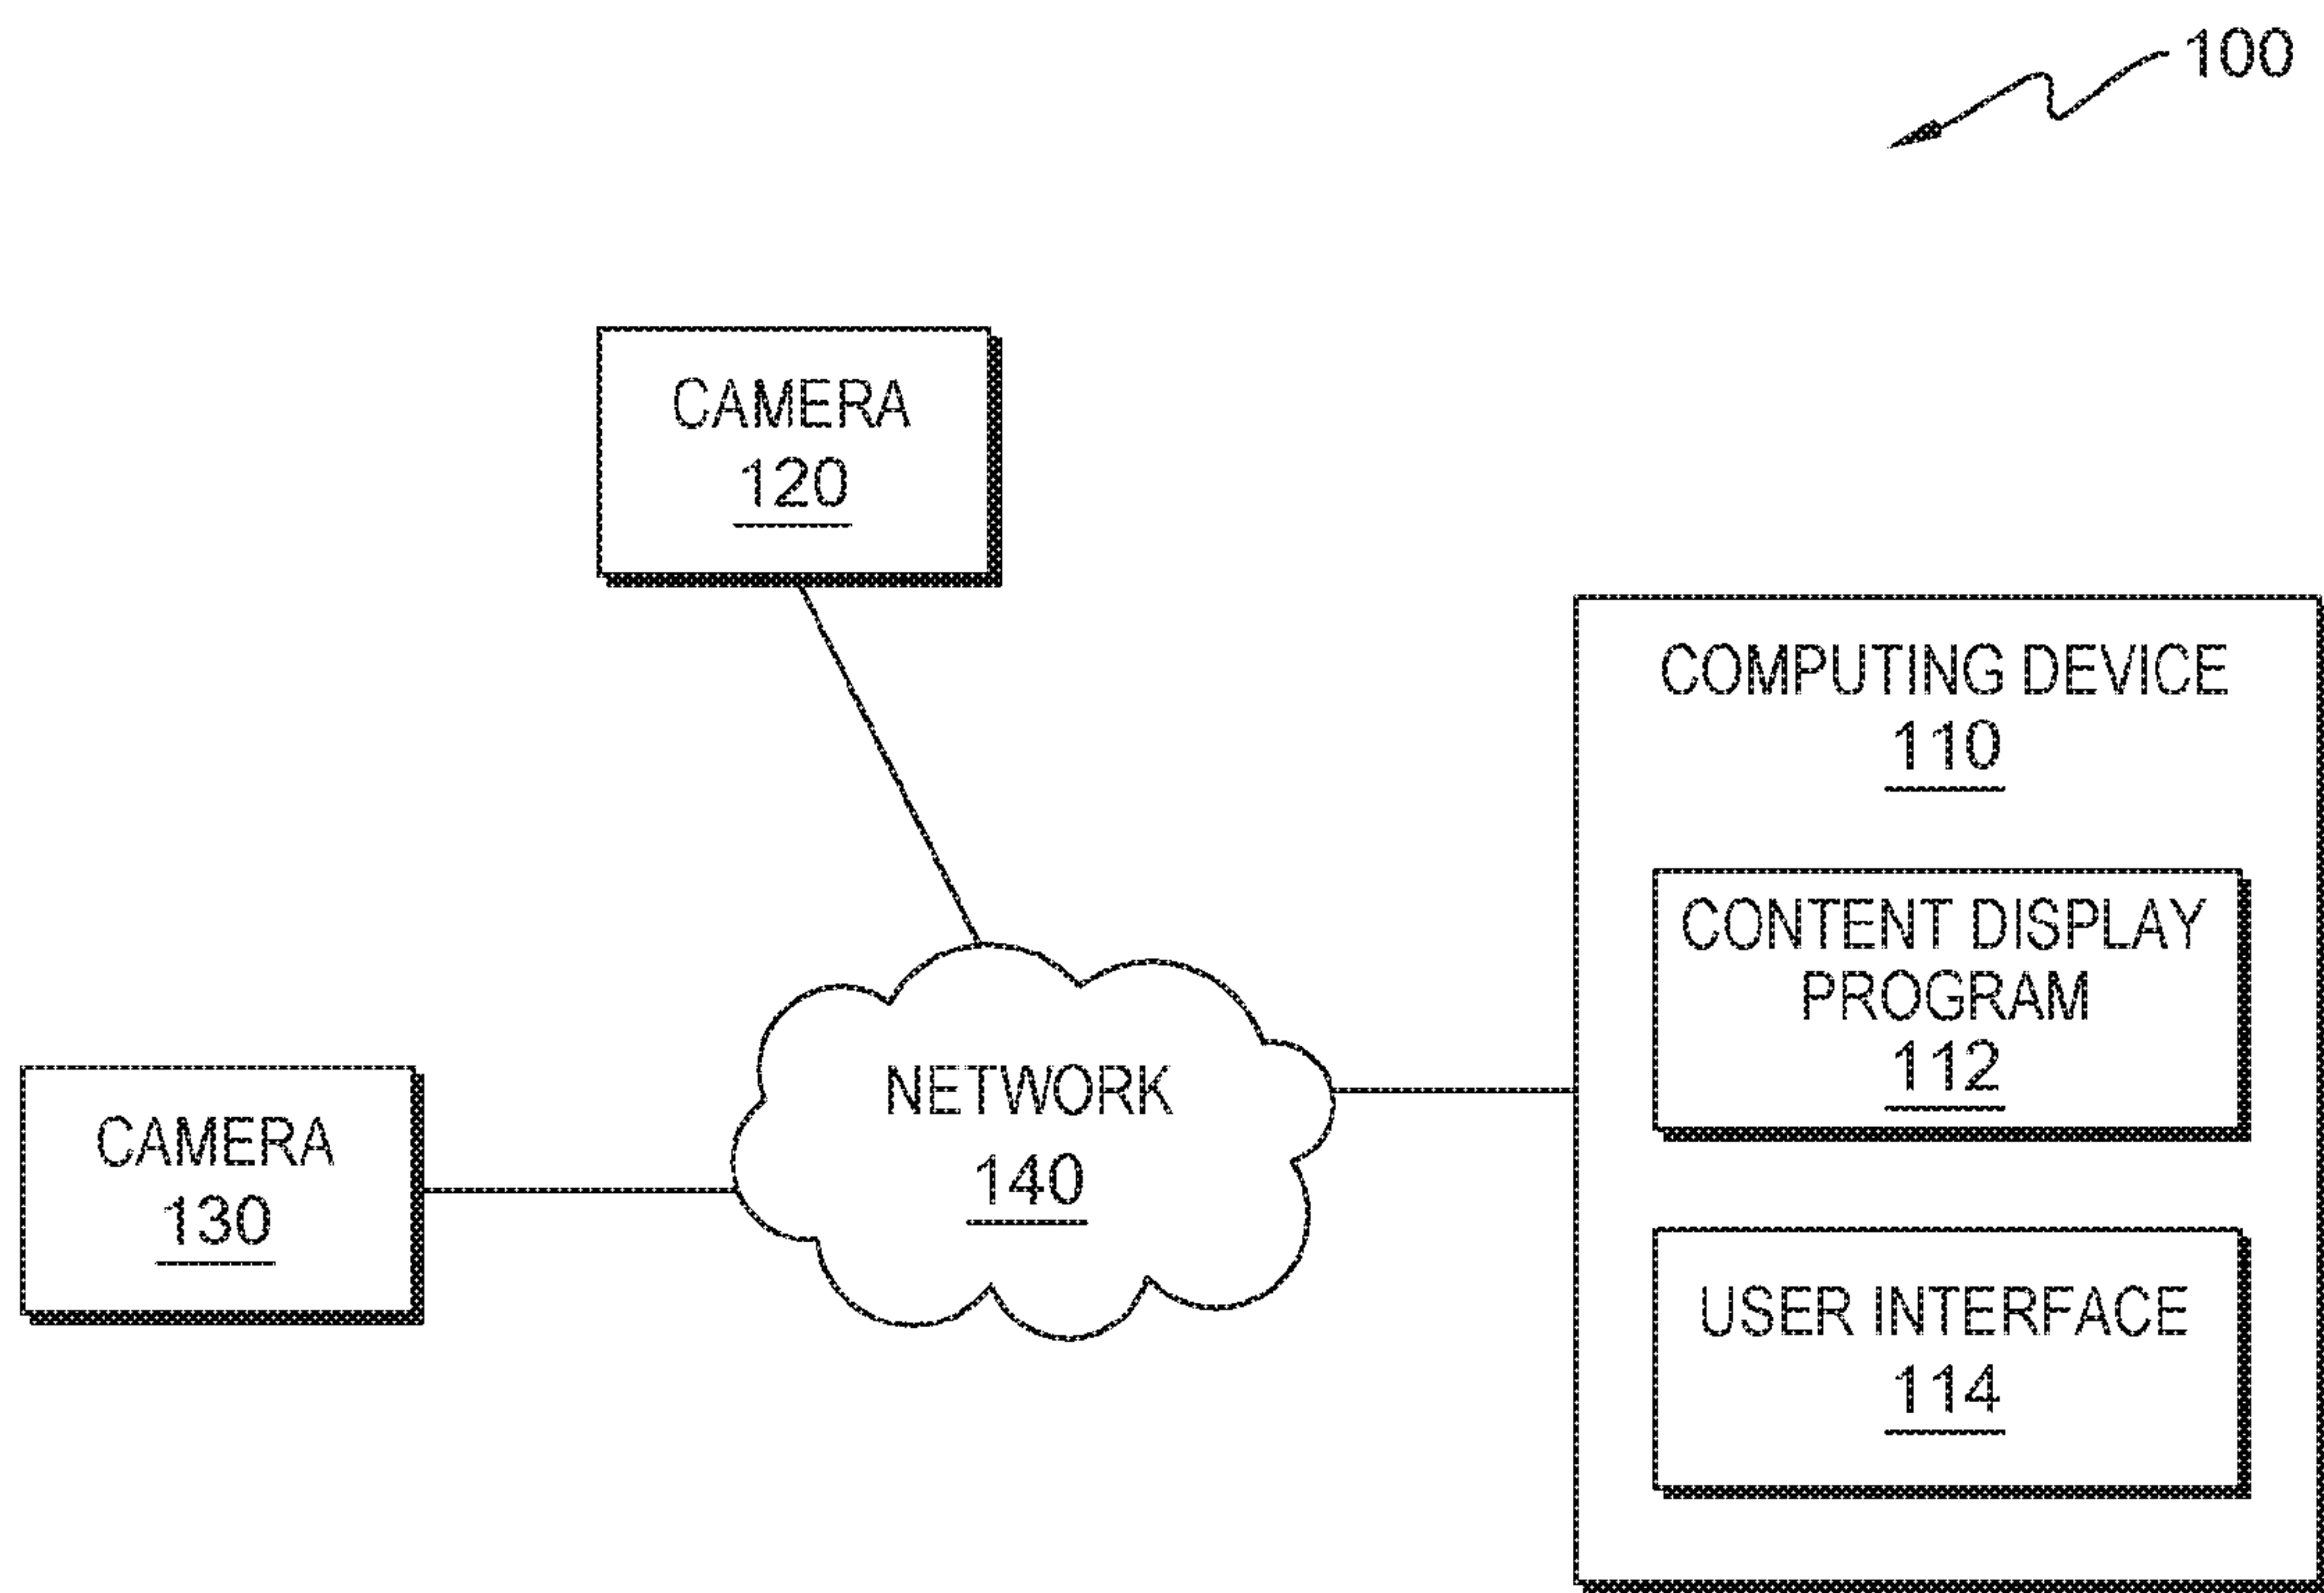 100
CAMERA
120
COMPUTING DEVICE
110
CONTENT DISPLAY
PROGRAM
112
NETWORK
140
CAMERA
130
USER INTERFACE
114